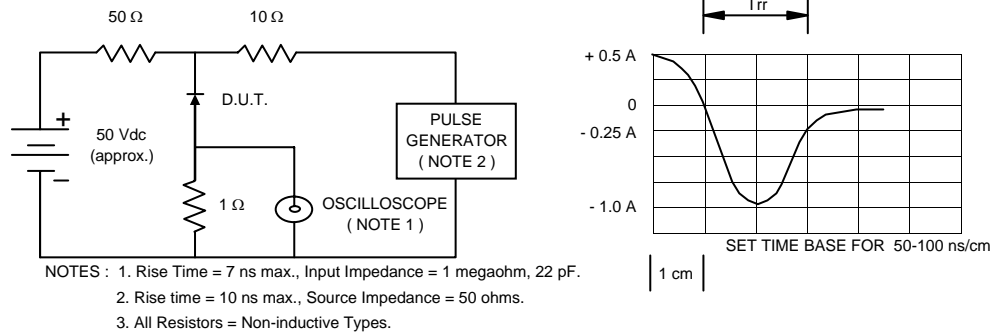 50 Ω
10 Ω
D.U.T.
+
50 Vdc
(approx.)
−
1 Ω
OSCILLOSCOPE
( NOTE 1 )
PULSE
GENERATOR
( NOTE 2 )
Trr
+ 0.5 A
0
- 0.25 A
- 1.0 A
SET TIME BASE FOR 50-100 ns/cm
1 cm
NOTES : 1. Rise Time = 7 ns max., Input Impedance = 1 megaohm, 22 pF.
2. Rise time = 10 ns max., Source Impedance = 50 ohms.
3. All Resistors = Non-inductive Types.